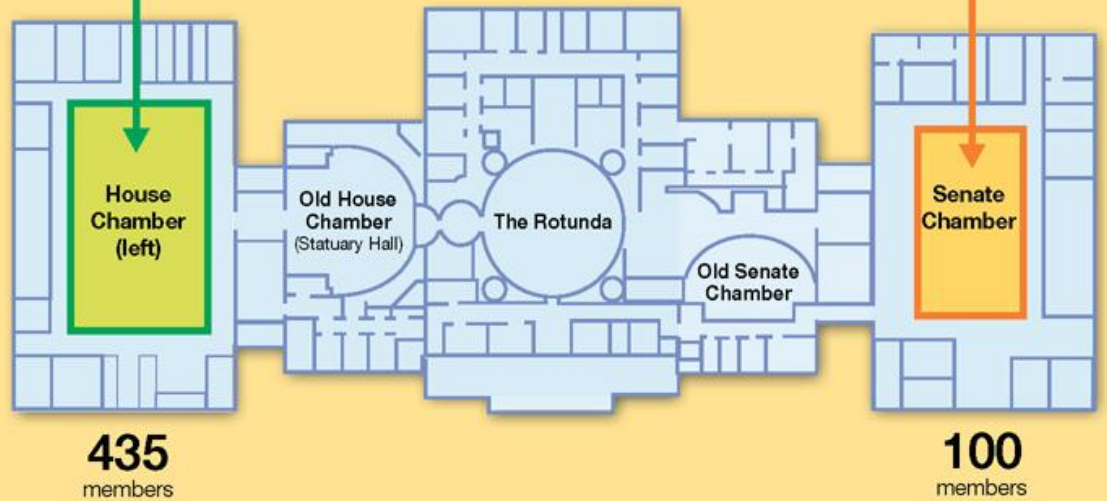 House
Chamber
(left)
Old House
Chamber
(Statuary Hall)
The Rotunda
Old Senate
Chamber
Senate
Chamber
435
members
100
members